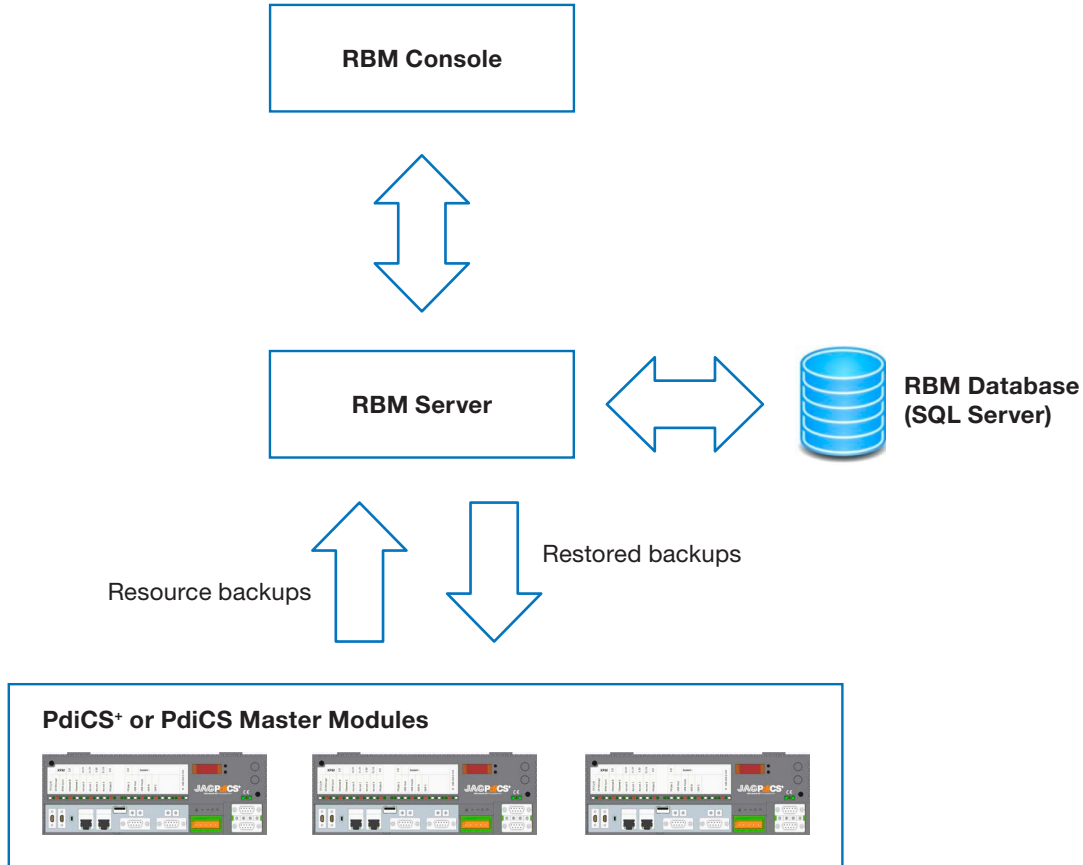 RBM Console
RBM Server
RBM Database
(SQL Server)
Restored backups
Resource backups
PdiCS⁺ or PdiCS Master Modules